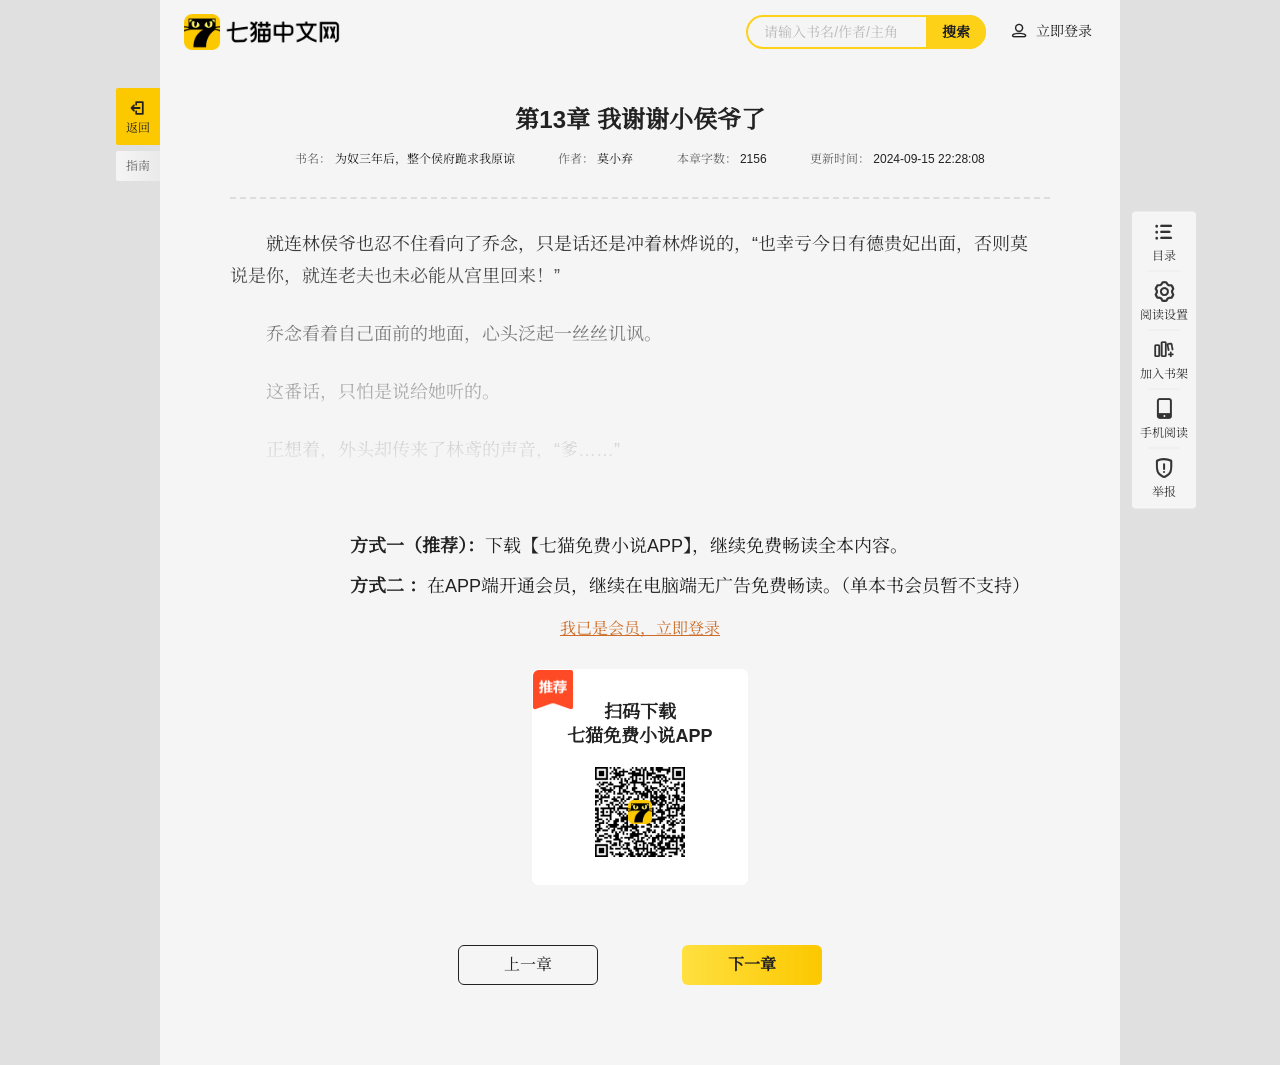 七猫中文网
请输入书名/作者/主角
搜索
立即登录
返回
指南
第13章 我谢谢小侯爷了
书名： 为奴三年后，整个侯府跪求我原谅 作者： 莫小弃 本章字数： 2156 更新时间： 2024-09-15 22:28:08
就连林侯爷也忍不住看向了乔念，只是话还是冲着林烨说的，“也幸亏今日有德贵妃出面，否则莫
说是你，就连老夫也未必能从宫里回来！”
乔念看着自己面前的地面，心头泛起一丝丝讥讽。
这番话，只怕是说给她听的。
正想着，外头却传来了林鸢的声音，“爹……”
目录
阅读设置
加入书架
手机阅读
举报
方式一（推荐）： 下载【七猫免费小说APP】，继续免费畅读全本内容。
方式二 ： 在APP端开通会员，继续在电脑端无广告免费畅读。（单本书会员暂不支持）
我已是会员，立即登录
推荐
扫码下载
七猫免费小说APP
上一章
下一章